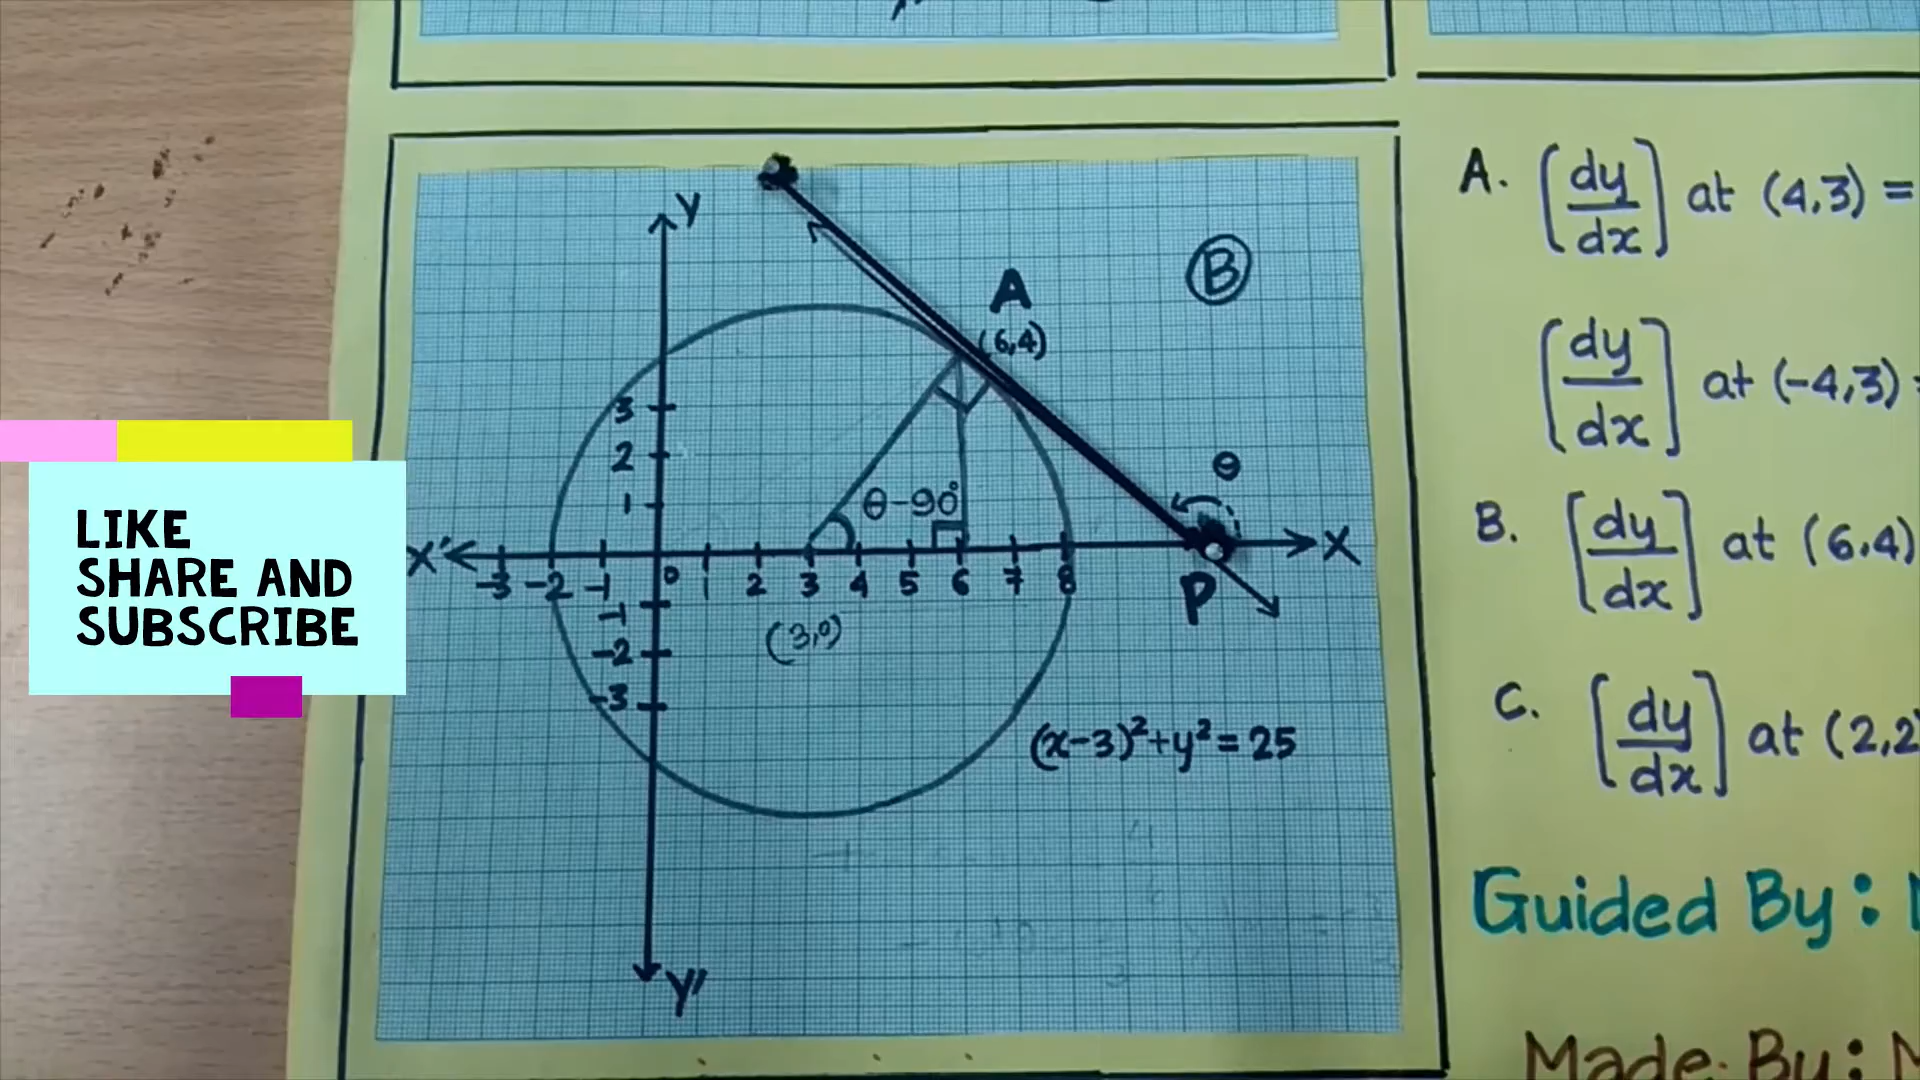 LIKE
SHARE AND
SUBSCRIBE
Y
B
A
(6,4)
3
2
1
θ-90°
θ
X' -3 -2 -1 0 1 2 3 4 5 6 7 8 X
P
-1
(3,0)
-2
-3
(x-3)²+y²=25
Y'
A. [dy/dx] at (4,3) =
[dy/dx] at (-4,3)
B. [dy/dx] at (6,4)
C. [dy/dx] at (2,2
Guided By:
Made By: